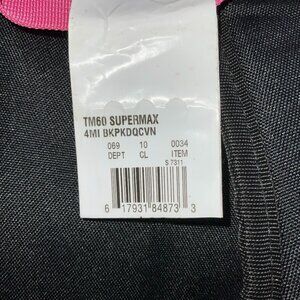 TM60 SUPERMAX
4MI BKPKDQCVN
069 10 0034
DEPT CL ITEM
S 7311
6 17931 84873 3